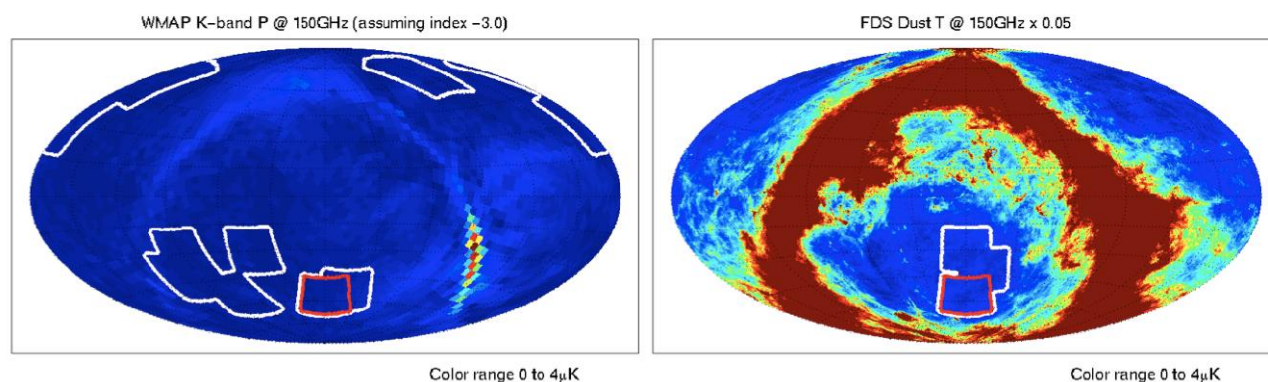 WMAP K-band P @ 150GHz (assuming index -3.0)
FDS Dust T @ 150GHz x 0.05
Color range 0 to 4μK
Color range 0 to 4μK